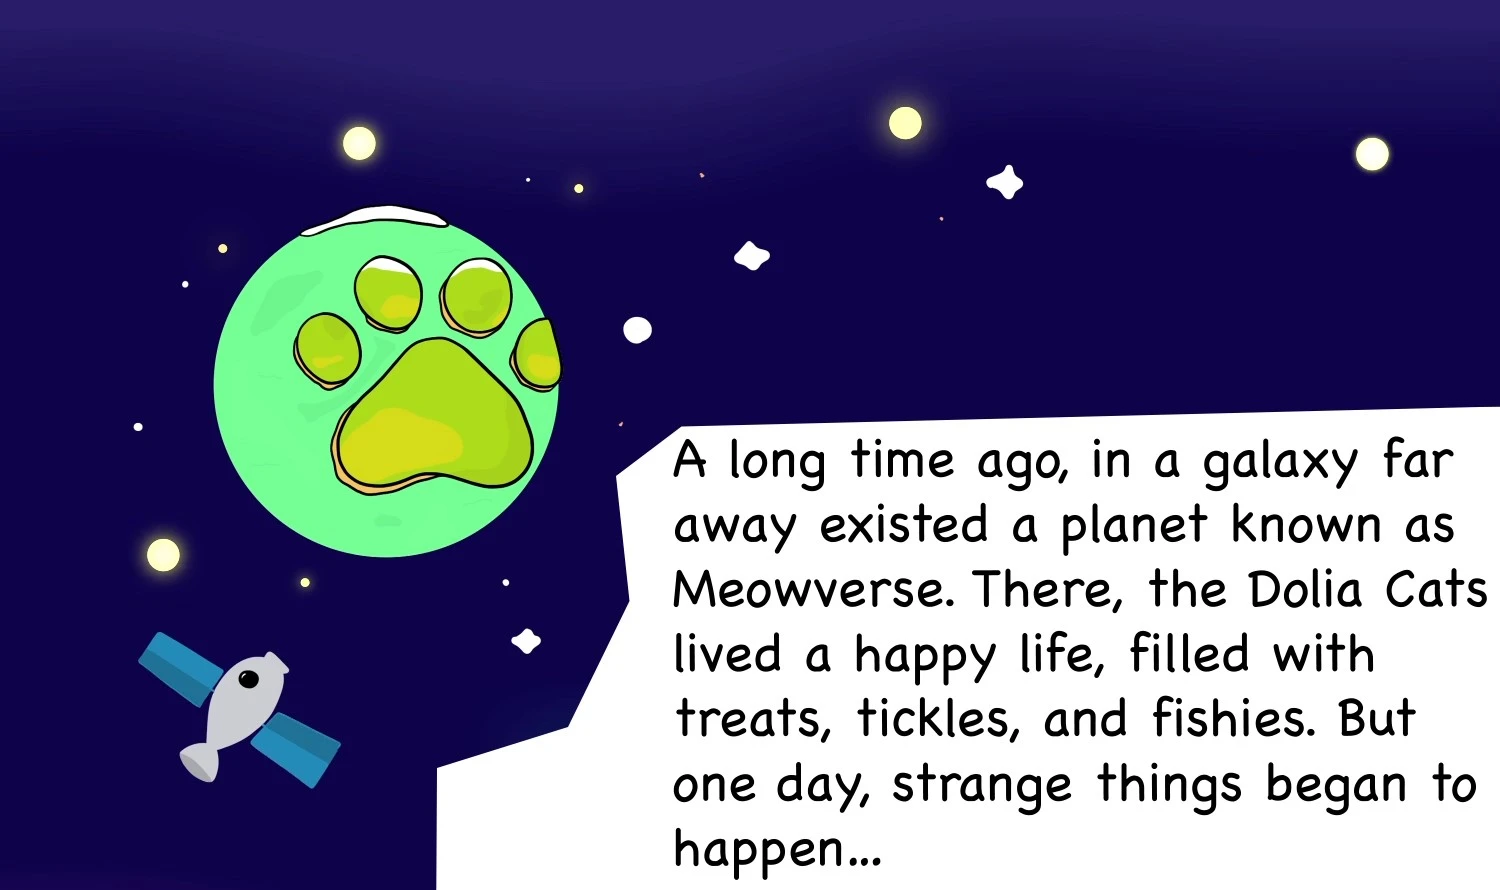 A long time ago, in a galaxy far
away existed a planet known as
Meowverse. There, the Dolia Cats
lived a happy life, filled with
treats, tickles, and fishies. But
one day, strange things began to
happen...